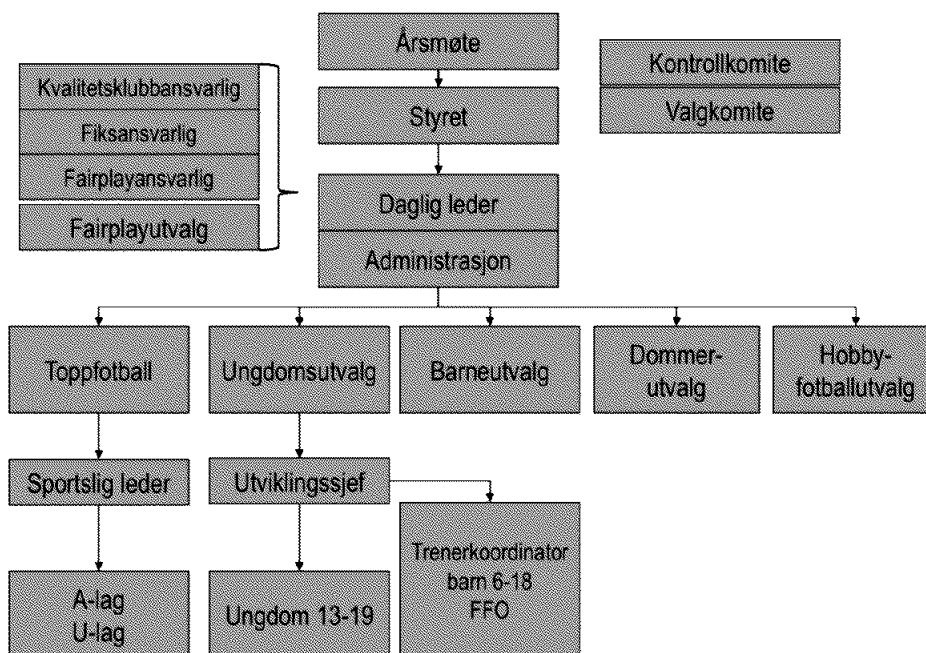 Årsmøte
Styret
Daglig leder
Administrasjon
Kontrollkomite
Valgkomite
Kvalitetsklubbansvarlig
Fiksansvarlig
Fairplayansvarlig
Fairplayutvalg
Toppfotball
Ungdomsutvalg
Barneutvalg
Dommer-
utvalg
Hobby-
fotballutvalg
Sportslig leder
Utviklingssjef
A-lag
U-lag
Ungdom 13-19
Trenerkoordinator
barn 6-18
FFO